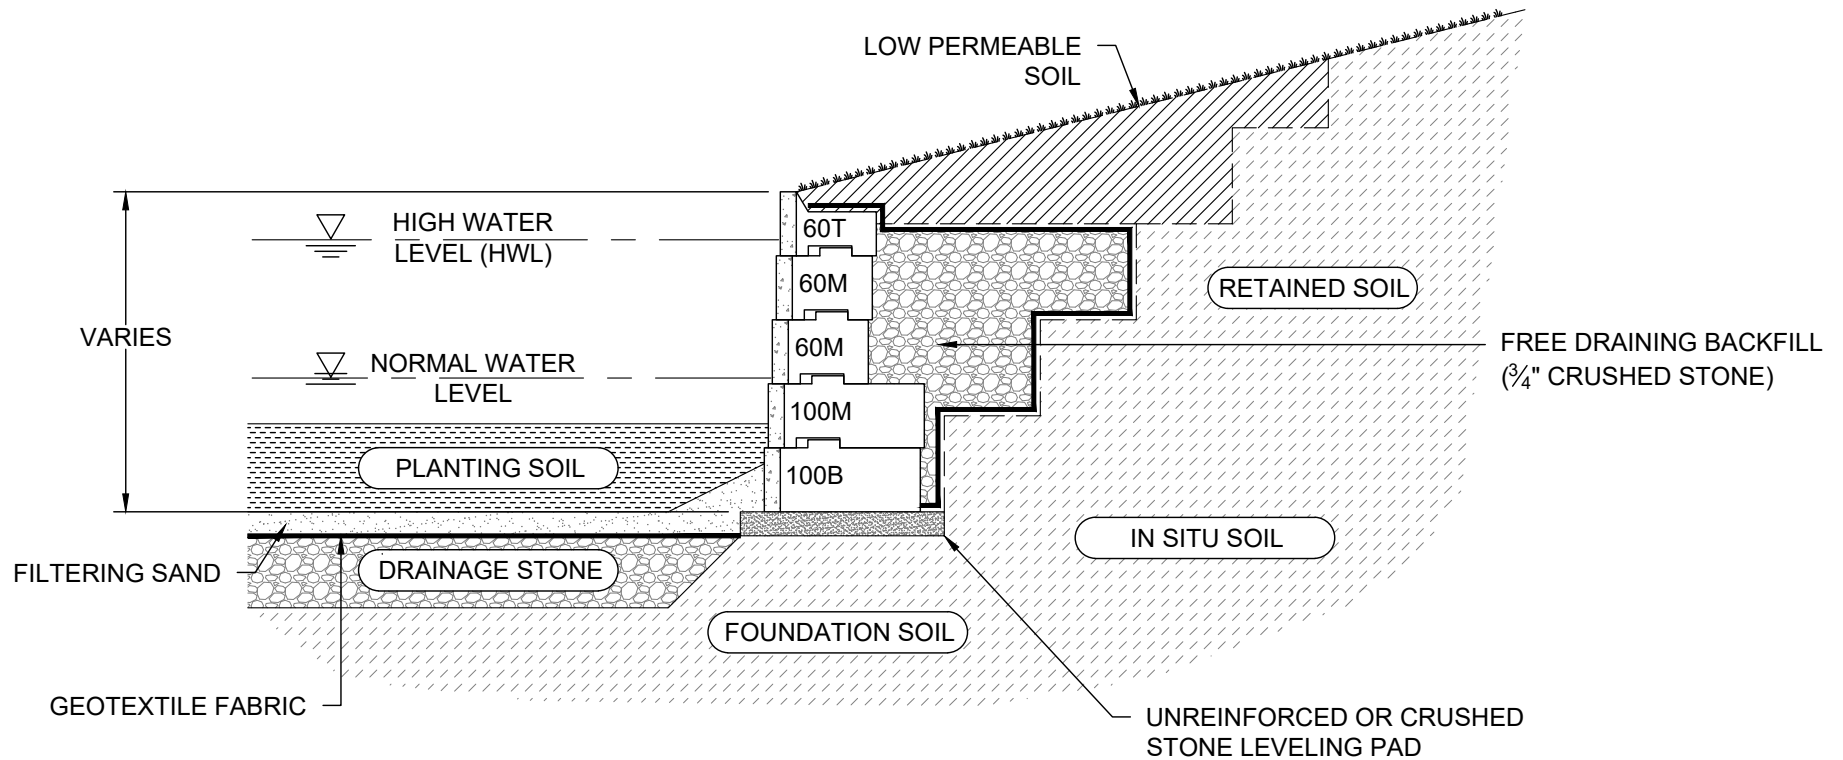 LOW PERMEABLE
SOIL
HIGH WATER
LEVEL (HWL)
60T
60M
RETAINED SOIL
VARIES
60M
FREE DRAINING BACKFILL
(¾" CRUSHED STONE)
NORMAL WATER
LEVEL
100M
PLANTING SOIL
100B
IN SITU SOIL
FILTERING SAND
DRAINAGE STONE
FOUNDATION SOIL
GEOTEXTILE FABRIC
UNREINFORCED OR CRUSHED
STONE LEVELING PAD